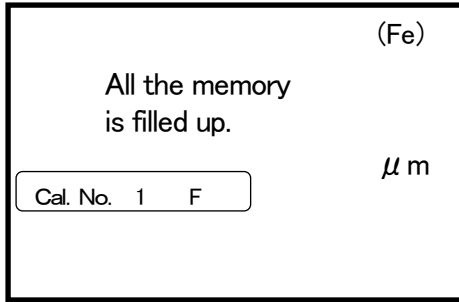 (Fe)
All the memory
is filled up.
μm
Cal. No. 1 F